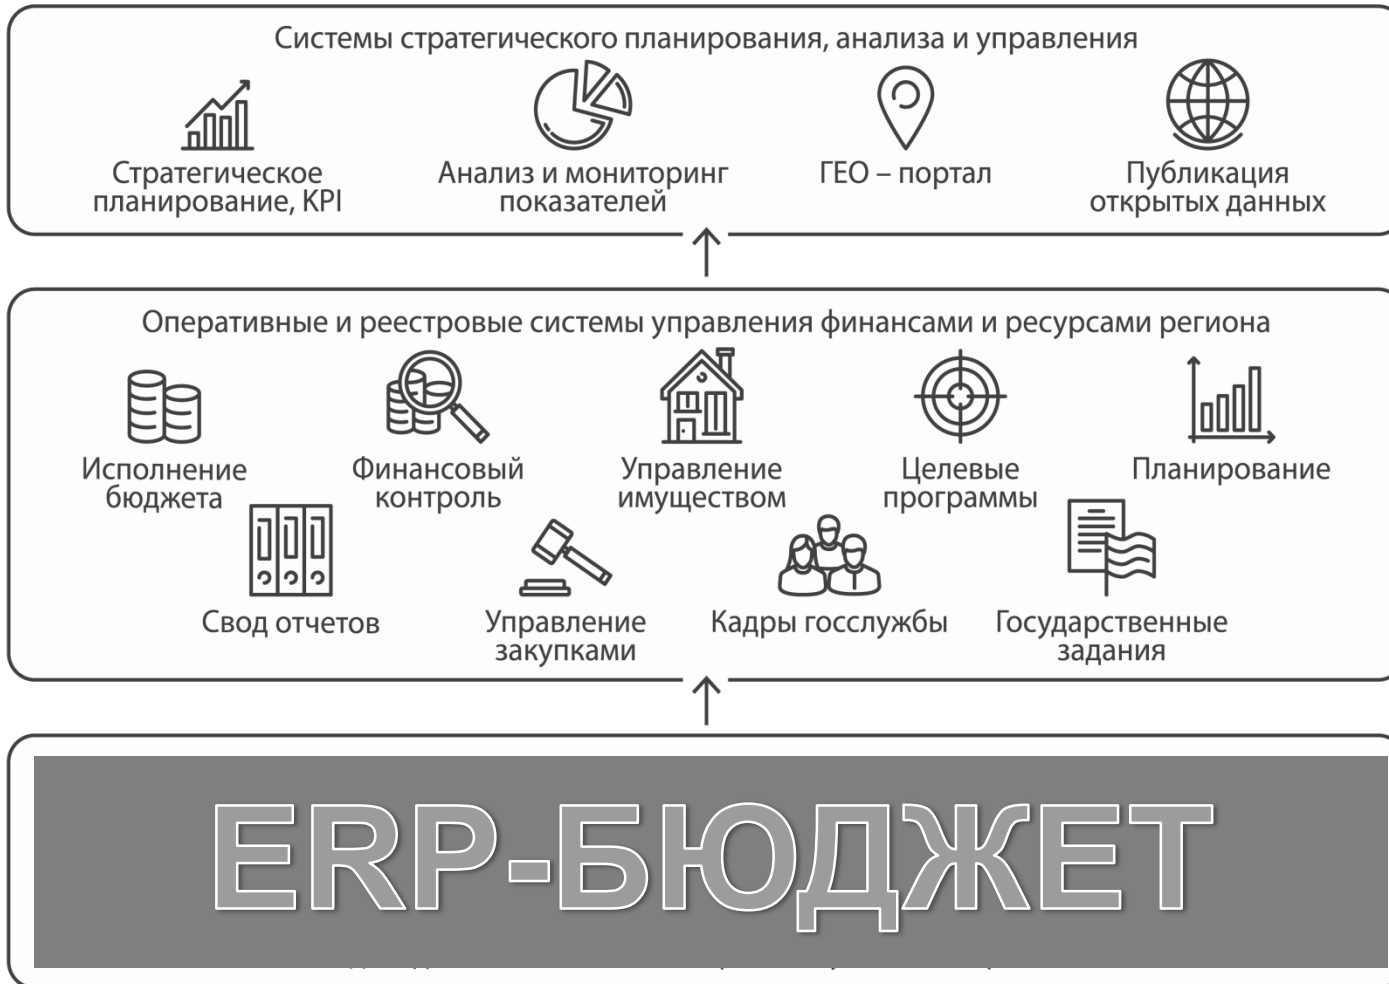 Системы стратегического планирования, анализа и управления
Стратегическое
планирование, KPI
Анализ и мониторинг
показателей
ГЕО – портал
Публикация
открытых данных
Оперативные и реестровые системы управления финансами и ресурсами региона
Исполнение
бюджета
Финансовый
контроль
Управление
имуществом
Целевые
программы
Планирование
Свод отчетов
Управление
закупками
Кадры госслужбы
Государственные
задания
ERP-БЮДЖЕТ